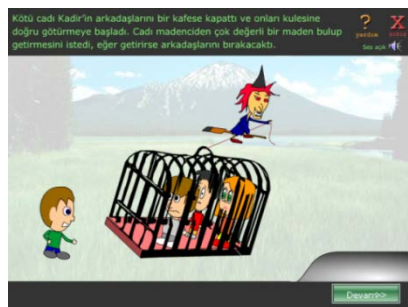 Kötü cadı Kadir'in arkadaşlarını bir kafese kapattı ve onları kulesine
doğru götürmeye başladı. Cadı madenciden çok değerli bir maden bulup
getirmesini istedi, eğer getirirse arkadaşlarını bırakacaktı.
?
yardım
X
Ses açık
Devam>>